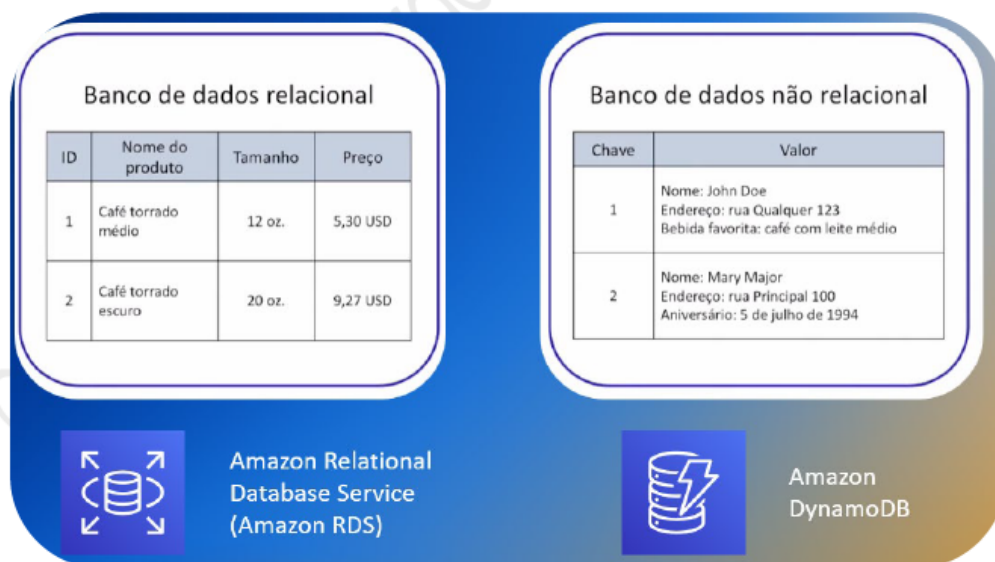 Banco de dados relacional
ID
Nome do
produto
Tamanho
Preço
1
Café torrado
médio
12 oz.
5,30 USD
2
Café torrado
escuro
20 oz.
9,27 USD
Amazon Relational
Database Service
(Amazon RDS)
Banco de dados não relacional
Chave
Valor
1
Nome: John Doe
Endereço: rua Qualquer 123
Bebida favorita: café com leite médio
2
Nome: Mary Major
Endereço: rua Principal 100
Aniversário: 5 de julho de 1994
Amazon
DynamoDB